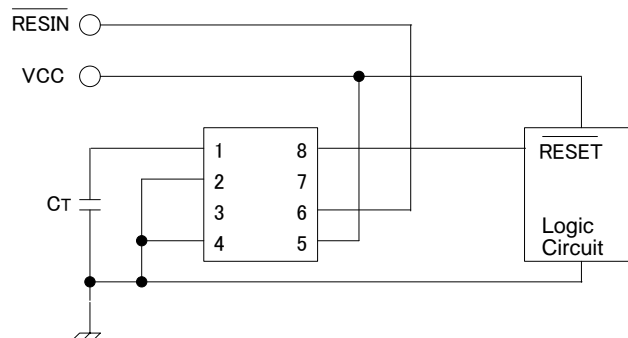 RESIN
VCC
1 8
2 7
3 6
4 5
CT
RESET
Logic
Circuit